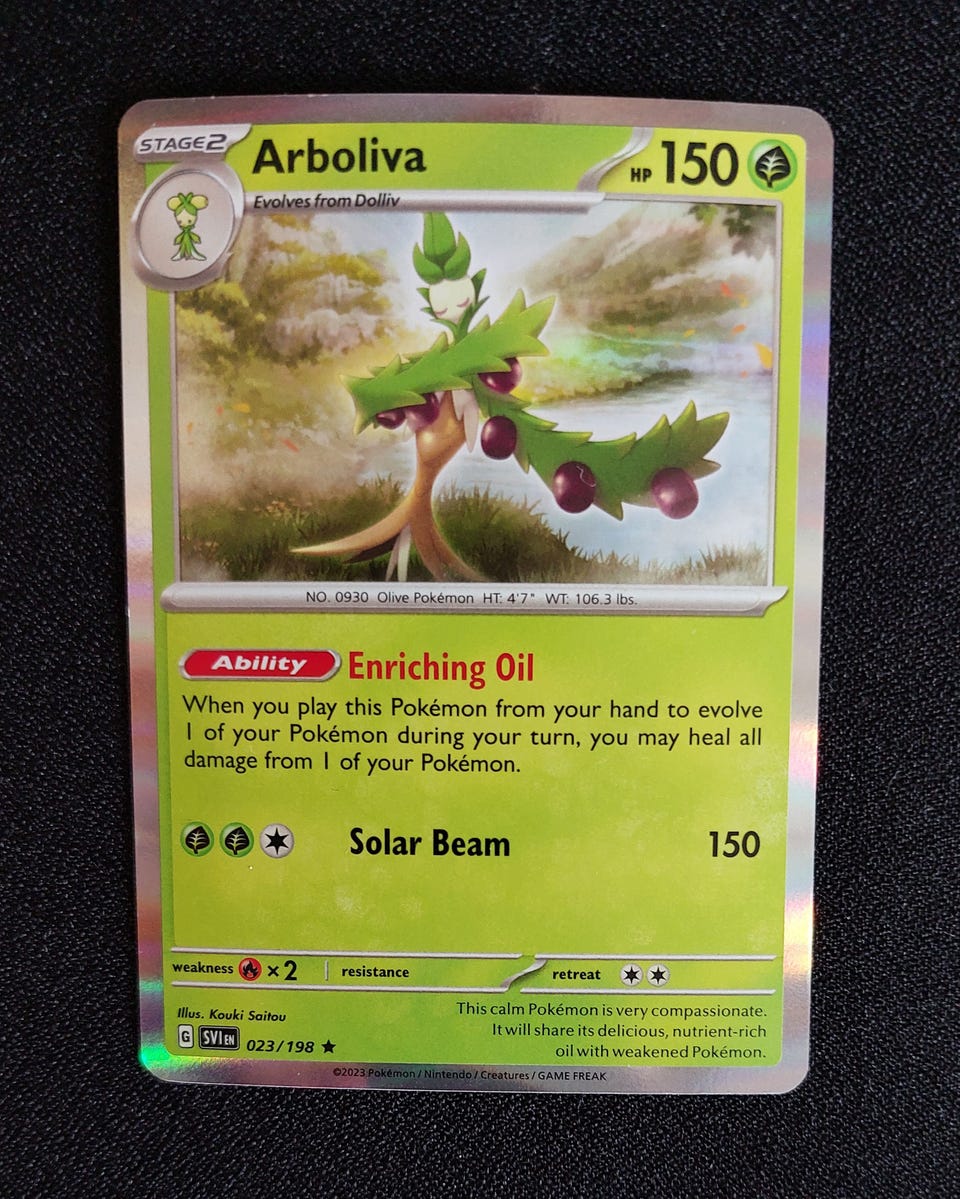 STAGE2 Arboliva HP 150
Evolves from Dolliv
NO. 0930 Olive Pokémon HT: 4'7" WT: 106.3 lbs.
Ability Enriching Oil
When you play this Pokémon from your hand to evolve
1 of your Pokémon during your turn, you may heal all
damage from 1 of your Pokémon.
Solar Beam 150
weakness ×2 resistance retreat
Illus. Kouki Saitou
G SVI EN 023/198 ★
This calm Pokémon is very compassionate.
It will share its delicious, nutrient-rich
oil with weakened Pokémon.
©2023 Pokémon / Nintendo / Creatures / GAME FREAK